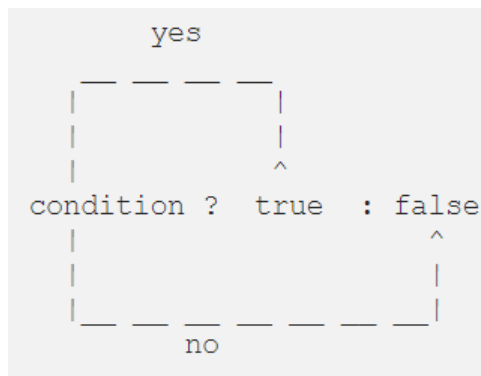 yes
condition ? true : false
no